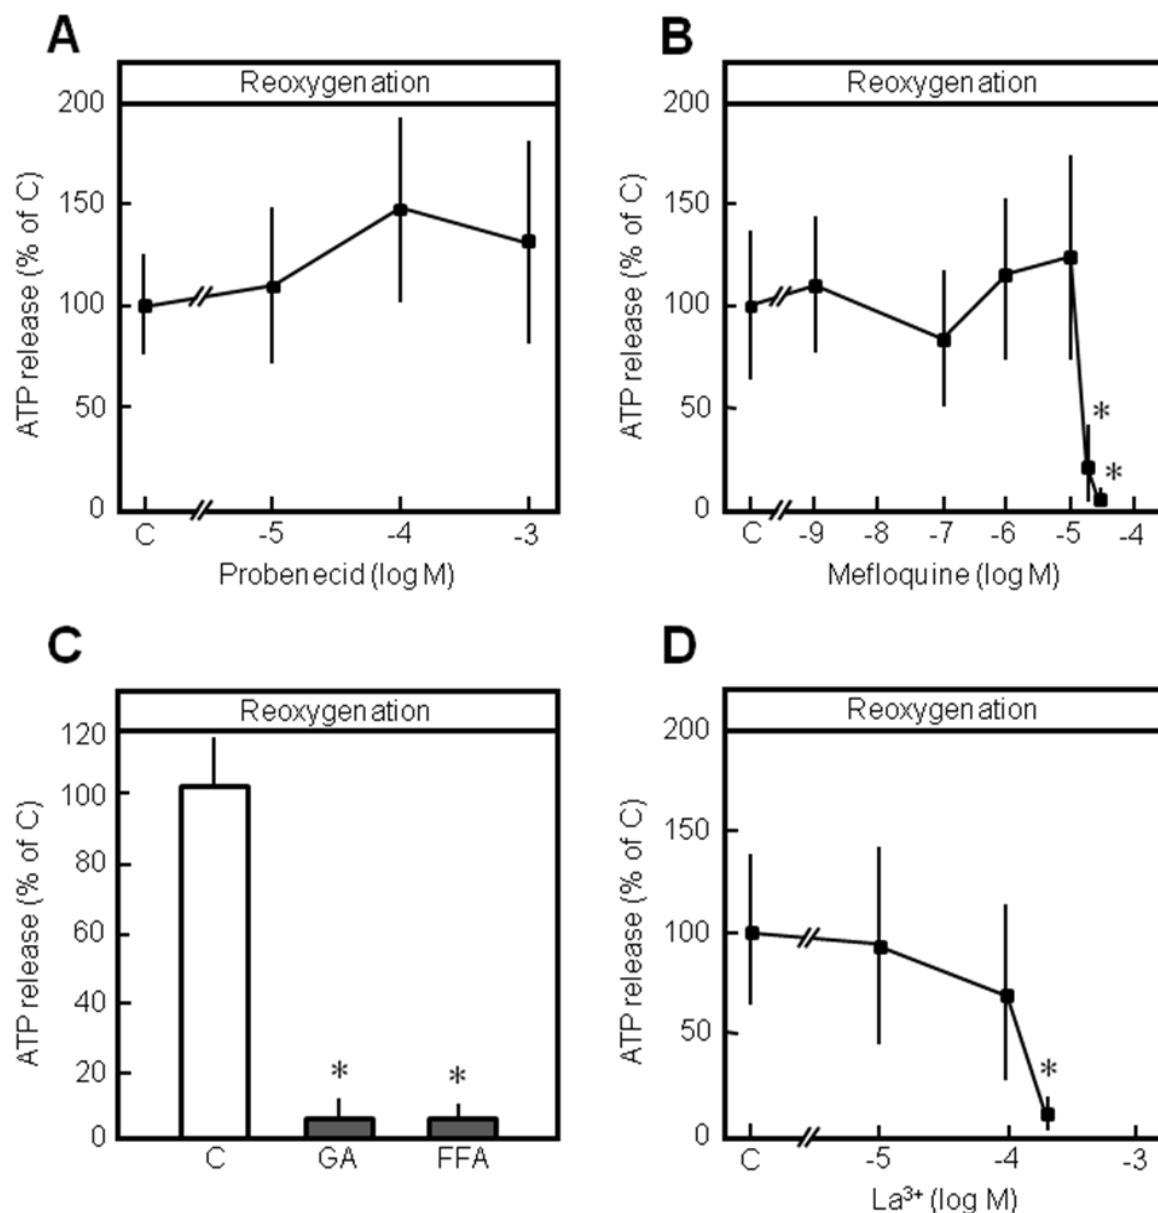 A
Reoxygenation
ATP release (% of C)
200
150
100
50
0
C
-5
-4
-3
Probenecid (log M)
B
Reoxygenation
ATP release (% of C)
200
150
100
50
0
C
-9
-8
-7
-6
-5
-4
*
*
Mefloquine (log M)
C
Reoxygenation
ATP release (% of C)
120
100
80
60
40
20
0
*
*
C
GA
FFA
D
Reoxygenation
ATP release (% of C)
200
150
100
50
0
*
C
-5
-4
-3
La³⁺ (log M)